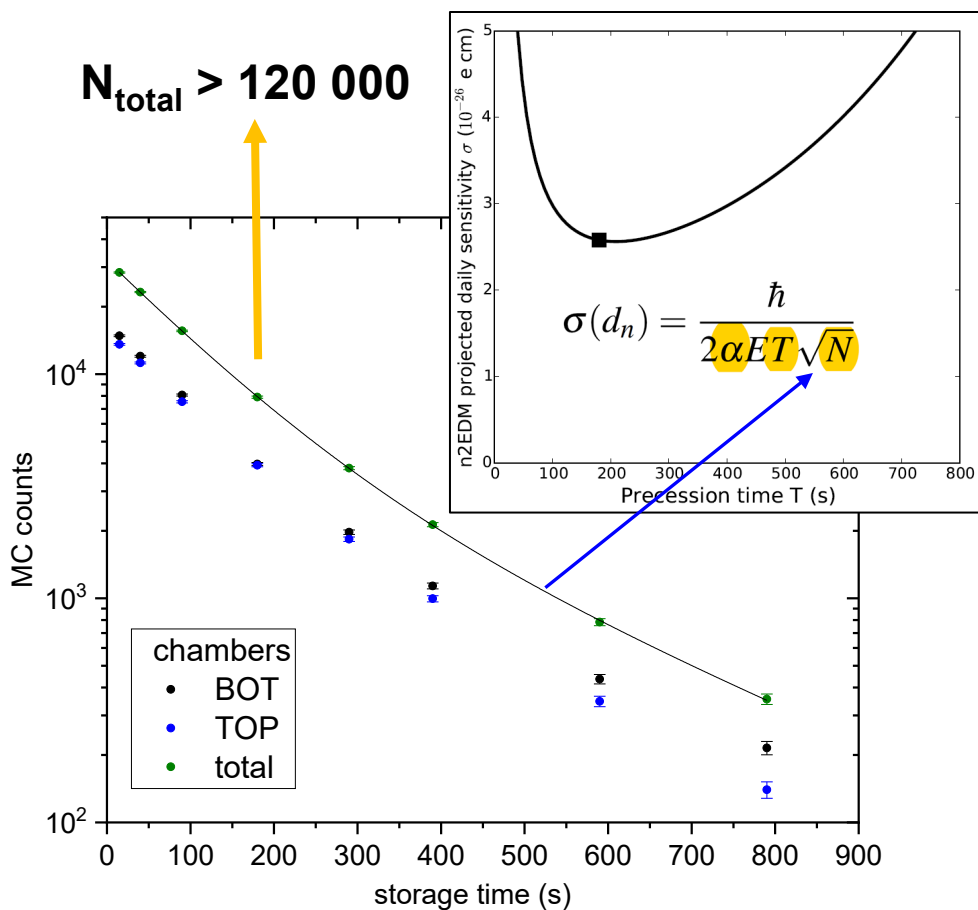 N_total > 120 000
n2EDM projected daily sensitivity σ (10^-26 e cm)
5
4
3
2
1
0
σ(d_n) = ħ / 2αET√N
0 100 200 300 400 500 600 700 800
Precession time T (s)
MC counts
10^4
10^3
10^2
chambers
BOT
TOP
total
0 100 200 300 400 500 600 700 800 900
storage time (s)